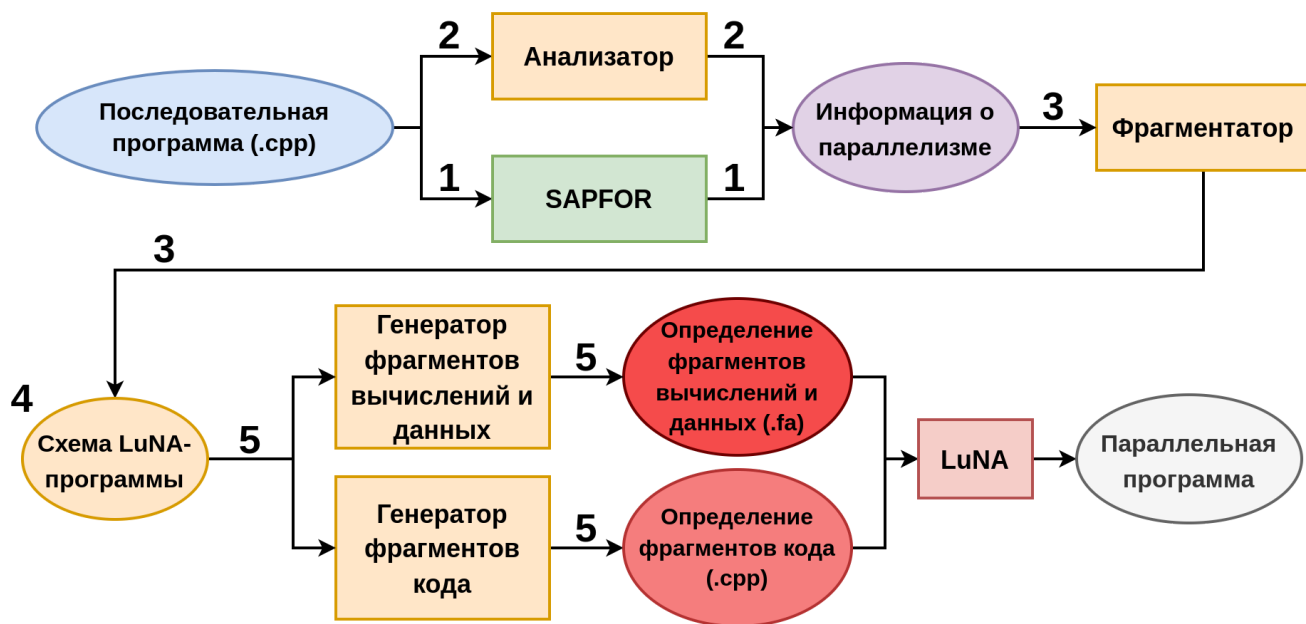 2
Анализатор
2
Последовательная
программа (.cpp)
1
SAPFOR
1
Информация о
параллелизме
3
Фрагментатор
3
4
Схема LuNA-
программы
5
Генератор
фрагментов
вычислений и
данных
5
Определение
фрагментов
вычислений и
данных (.fa)
Генератор
фрагментов
кода
5
Определение
фрагментов кода
(.cpp)
LuNA
Параллельная
программа